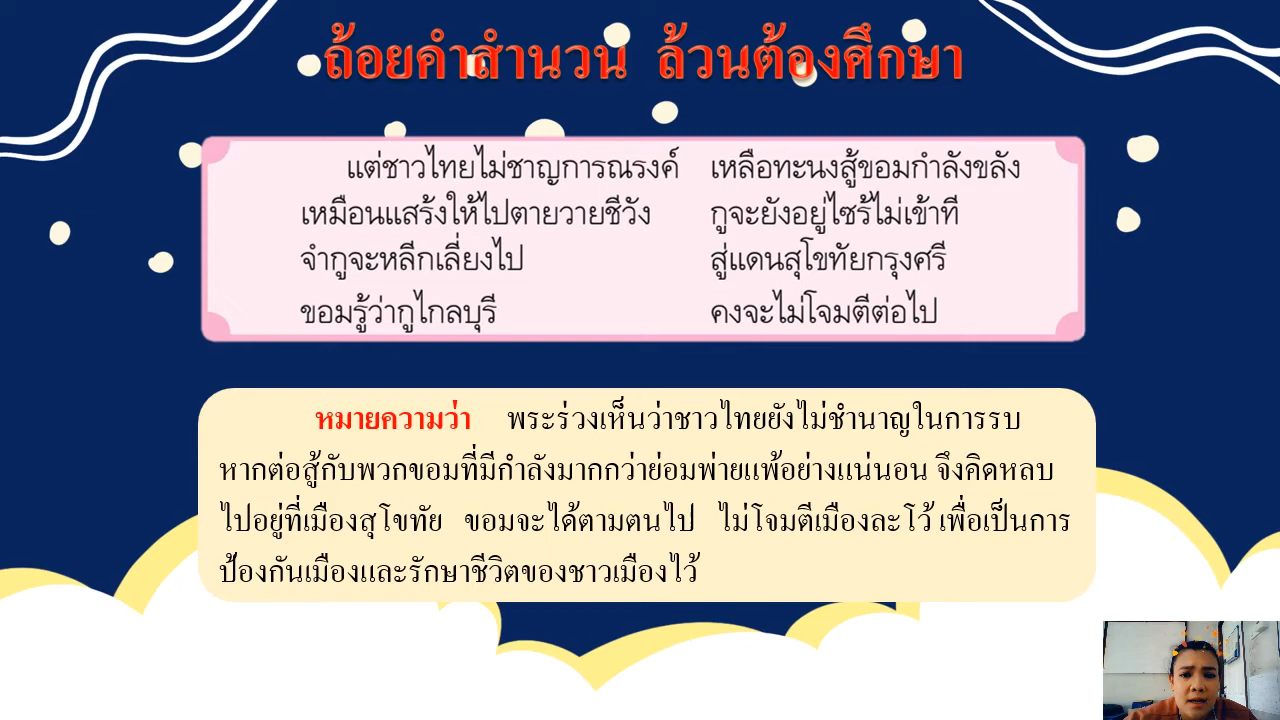 ถ้อยคำสำนวน ล้วนต้องศึกษา
แต่ชาวไทยไม่ชาญการณรงค์ เหลือทะนงสู้ขอมกำลังขลัง
เหมือนแสร้งให้ไปตายวายชีวัง กูจะยังอยู่ไซร้ไม่เข้าที
จำกูจะหลีกเลี่ยงไป สู่แดนสุโขทัยกรุงศรี
ขอมรู้ว่ากูไกลบุรี คงจะไม่โจมตีต่อไป
หมายความว่า พระร่วงเห็นว่าชาวไทยยังไม่ชำนาญในการรบ
หากต่อสู้กับพวกขอมที่มีกำลังมากกว่าย่อมพ่ายแพ้อย่างแน่นอน จึงคิดหลบ
ไปอยู่ที่เมืองสุโขทัย ขอมจะได้ตามตนไป ไม่โจมตีเมืองละโว้ เพื่อเป็นการ
ป้องกันเมืองและรักษาชีวิตของชาวเมืองไว้